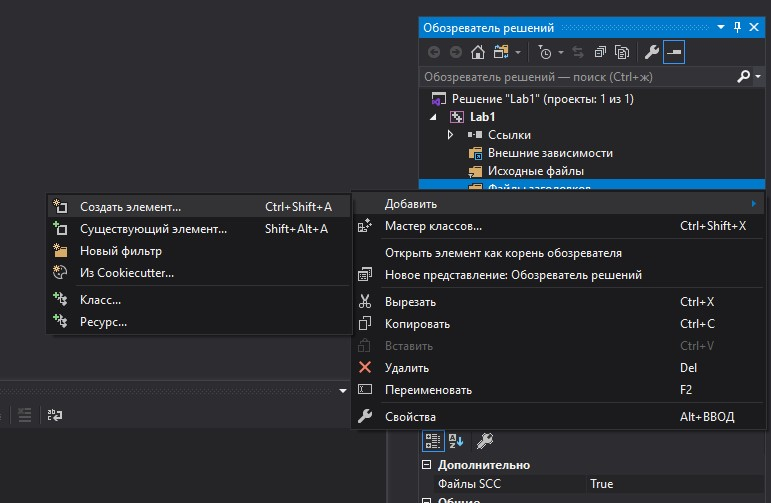 Обозреватель решений
Обозреватель решений — поиск (Ctrl+ж)
Решение "Lab1" (проекты: 1 из 1)
Lab1
Ссылки
Внешние зависимости
Исходные файлы
Файлы заголовков
Создать элемент... Ctrl+Shift+A
Существующий элемент... Shift+Alt+A
Новый фильтр
Из Cookiecutter...
Класс...
Ресурс...
Добавить
Мастер классов... Ctrl+Shift+X
Открыть элемент как корень обозревателя
Новое представление: Обозреватель решений
Вырезать Ctrl+X
Копировать Ctrl+C
Вставить Ctrl+V
Удалить Del
Переименовать F2
Свойства Alt+ВВОД
Дополнительно
Файлы SCC True
Общие